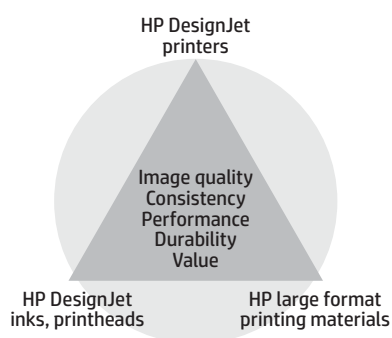 HP DesignJet
printers
Image quality
Consistency
Performance
Durability
Value
HP DesignJet
inks, printheads
HP large format
printing materials